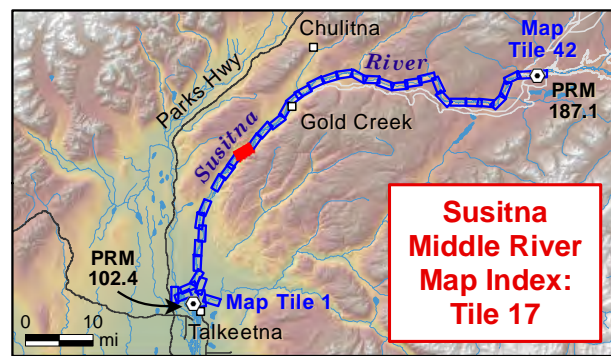 Chulitna
Map
Tile 42
Parks Hwy
River
PRM
187.1
Gold Creek
Susitna
Susitna
Middle River
Map Index:
Tile 17
PRM
102.4
Map Tile 1
Talkeetna
0 10
mi